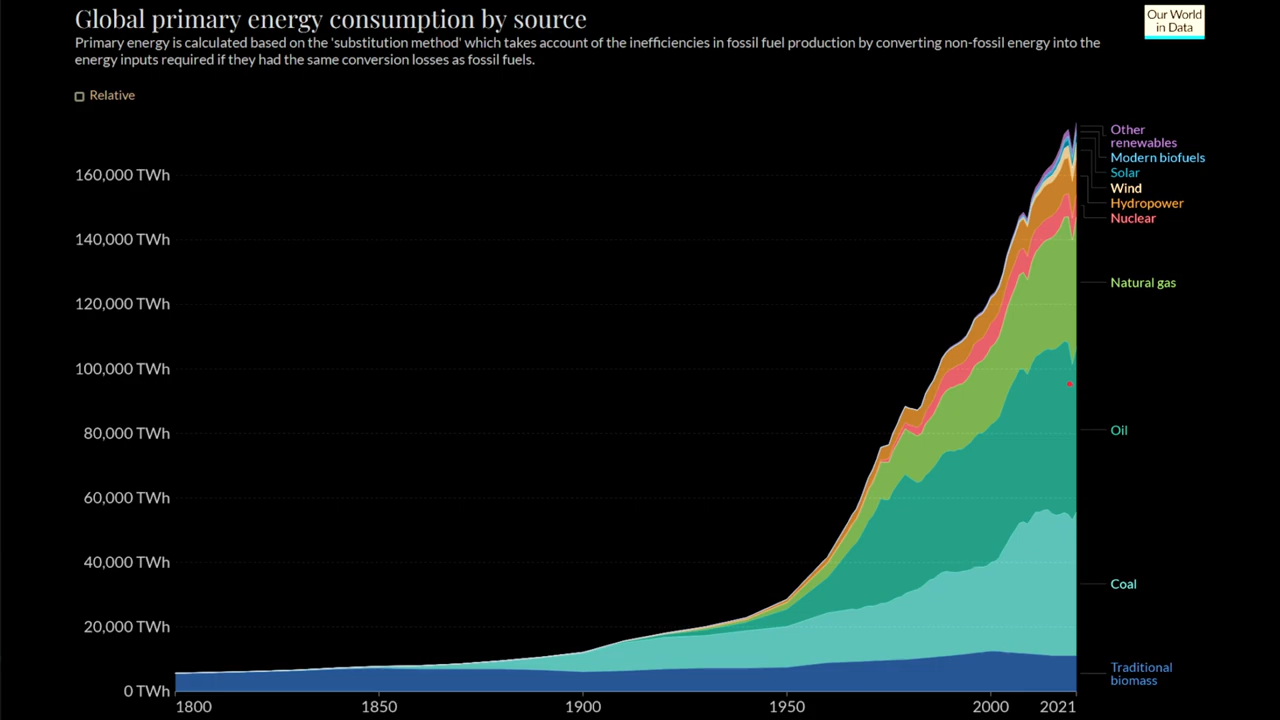 Global primary energy consumption by source
Our World
in Data
Primary energy is calculated based on the 'substitution method' which takes account of the inefficiencies in fossil fuel production by converting non-fossil energy into the
energy inputs required if they had the same conversion losses as fossil fuels.
Relative
160,000 TWh
140,000 TWh
120,000 TWh
100,000 TWh
80,000 TWh
60,000 TWh
40,000 TWh
20,000 TWh
0 TWh
Other
renewables
Modern biofuels
Solar
Wind
Hydropower
Nuclear
Natural gas
Oil
Coal
Traditional
biomass
1800
1850
1900
1950
2000
2021